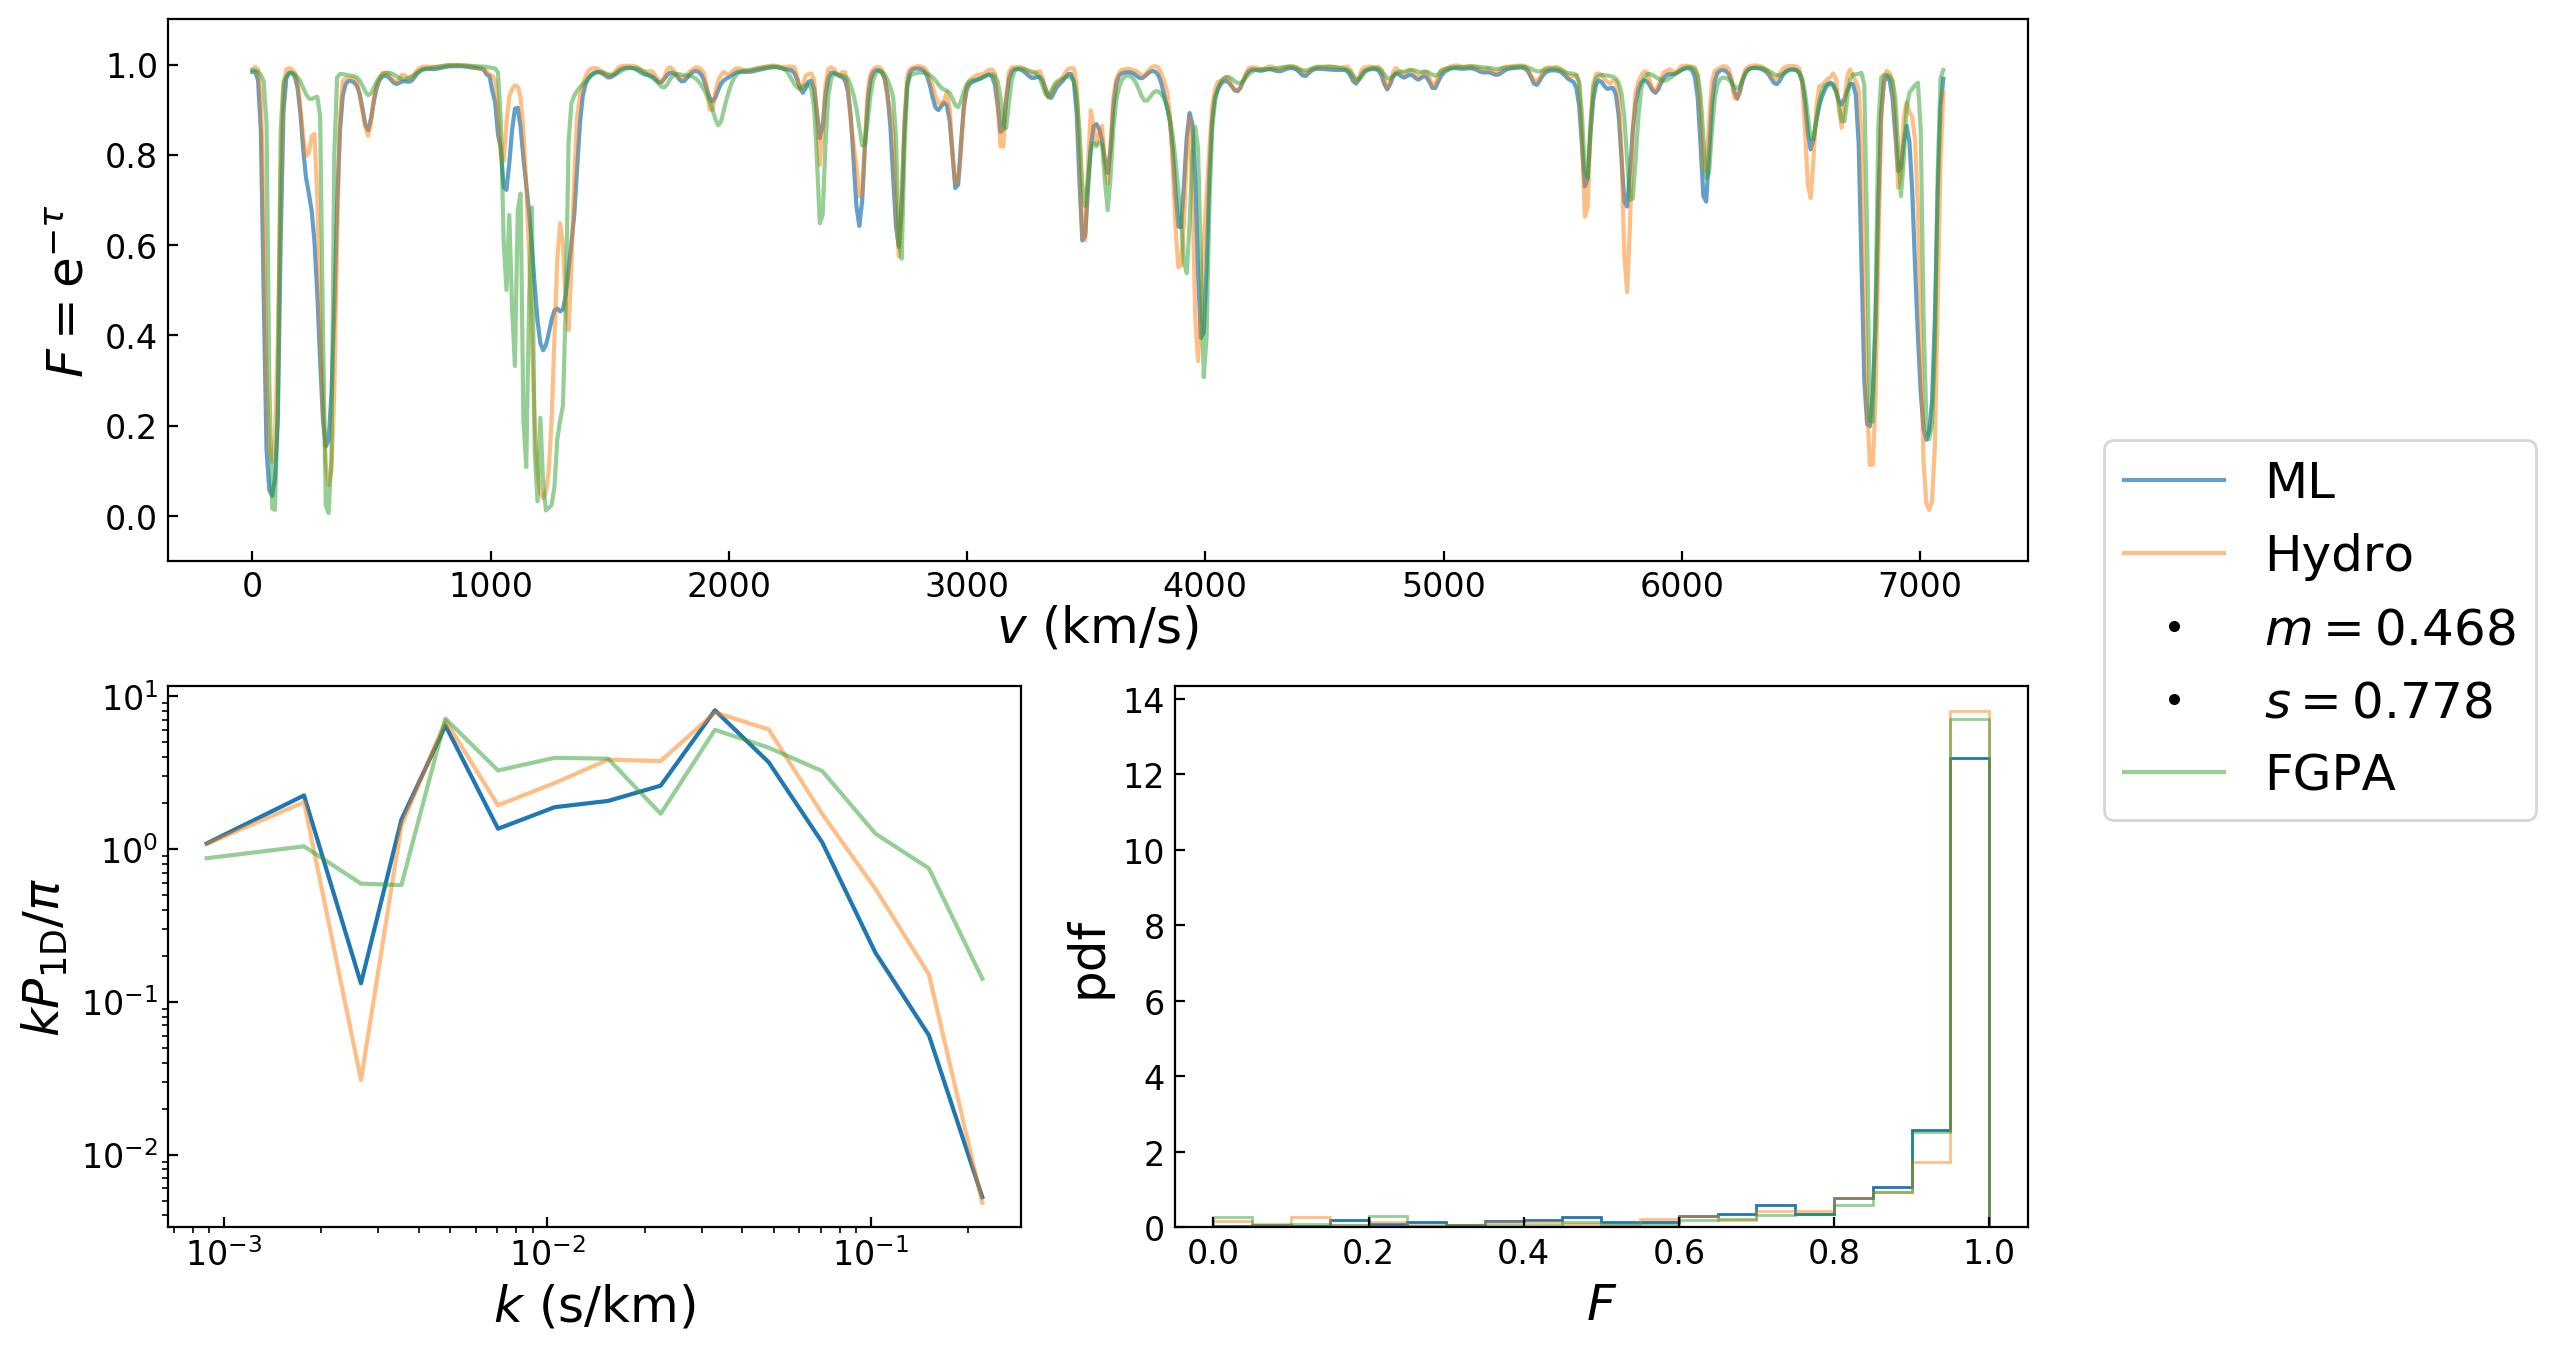 1.0
0.8
0.6
0.4
0.2
0.0
F = e^{-τ}
0 1000 2000 3000 4000 5000 6000 7000
v (km/s)
ML
Hydro
m = 0.468
s = 0.778
FGPA
10^1
10^0
10^{-1}
10^{-2}
kP_{1D}/π
10^{-3} 10^{-2} 10^{-1}
k (s/km)
14
12
10
8
6
4
2
0
pdf
0.0 0.2 0.4 0.6 0.8 1.0
F